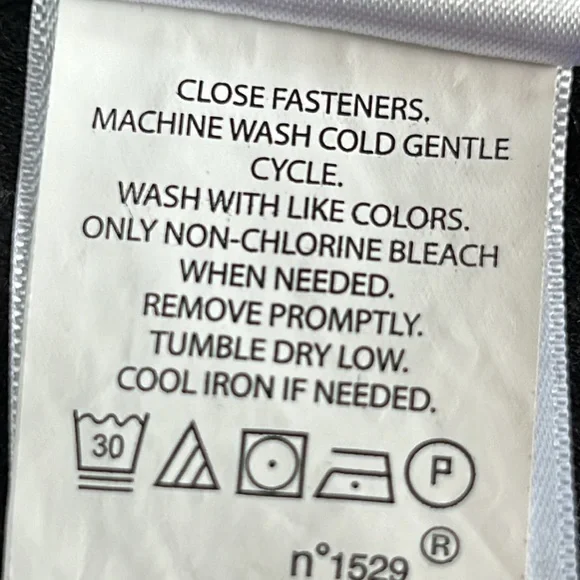 CLOSE FASTENERS.
MACHINE WASH COLD GENTLE
CYCLE.
WASH WITH LIKE COLORS.
ONLY NON-CHLORINE BLEACH
WHEN NEEDED.
REMOVE PROMPTLY.
TUMBLE DRY LOW.
COOL IRON IF NEEDED.
30 P
n°1529 ®